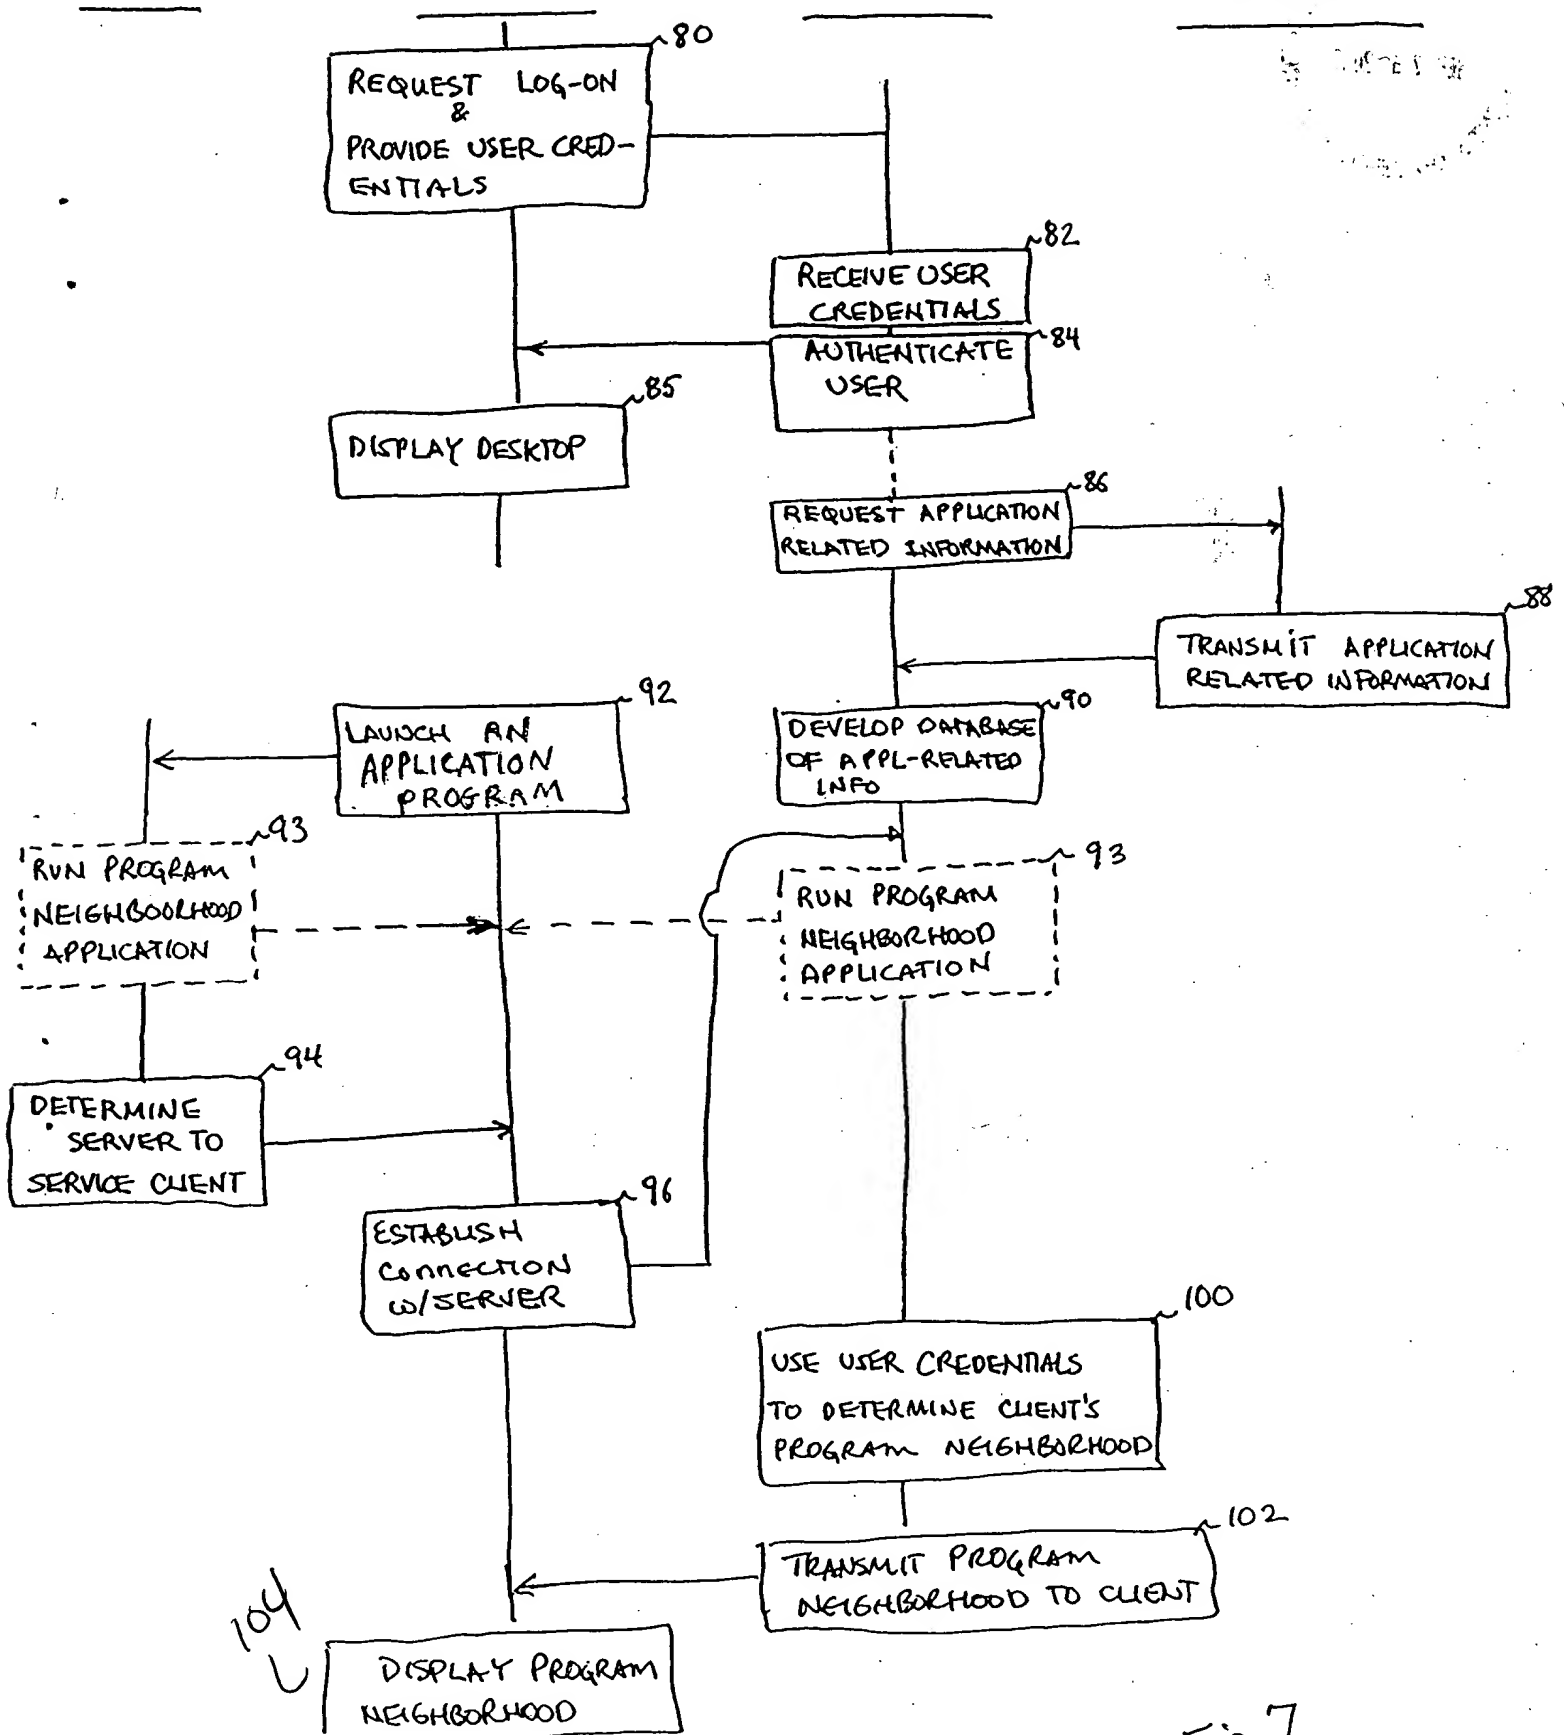 80
REQUEST LOG-ON
&
PROVIDE USER CRED-
ENTIALS
82
RECEIVE USER
CREDENTIALS
84
AUTHENTICATE
USER
85
DISPLAY DESKTOP
86
REQUEST APPLICATION
RELATED INFORMATION
88
TRANSMIT APPLICATION
RELATED INFORMATION
92
LAUNCH AN
APPLICATION
PROGRAM
90
DEVELOP DATABASE
OF APPL-RELATED
INFO
93
RUN PROGRAM
NEIGHBOORHOOD
APPLICATION
93
RUN PROGRAM
NEIGHBORHOOD
APPLICATION
94
DETERMINE
SERVER TO
SERVICE CLIENT
96
ESTABLISH
CONNECTION
W/SERVER
100
USE USER CREDENTIALS
TO DETERMINE CLIENT'S
PROGRAM NEIGHBORHOOD
102
TRANSMIT PROGRAM
NEIGHBORHOOD TO CLIENT
104
DISPLAY PROGRAM
NEIGHBORHOOD
7